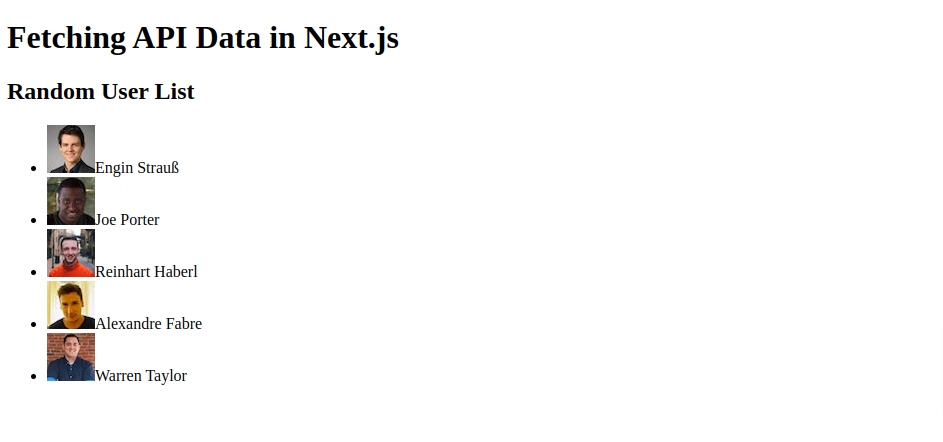 Fetching API Data in Next.js
Random User List
Engin Strauß
Joe Porter
Reinhart Haberl
Alexandre Fabre
Warren Taylor